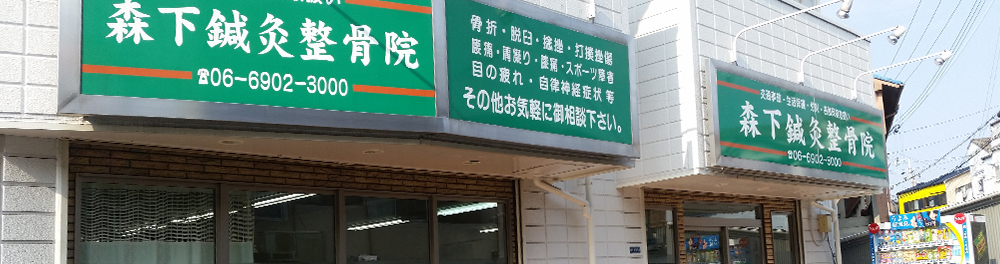 森下鍼灸整骨院
☎06-6902-3000
骨折・脱臼・捻挫・打撲挫傷
腰痛・肩凝り・膝痛・スポーツ障害
目の疲れ・自律神経症状 等
その他お気軽に御相談下さい。
森下鍼灸整骨院
☎06-6902-3000